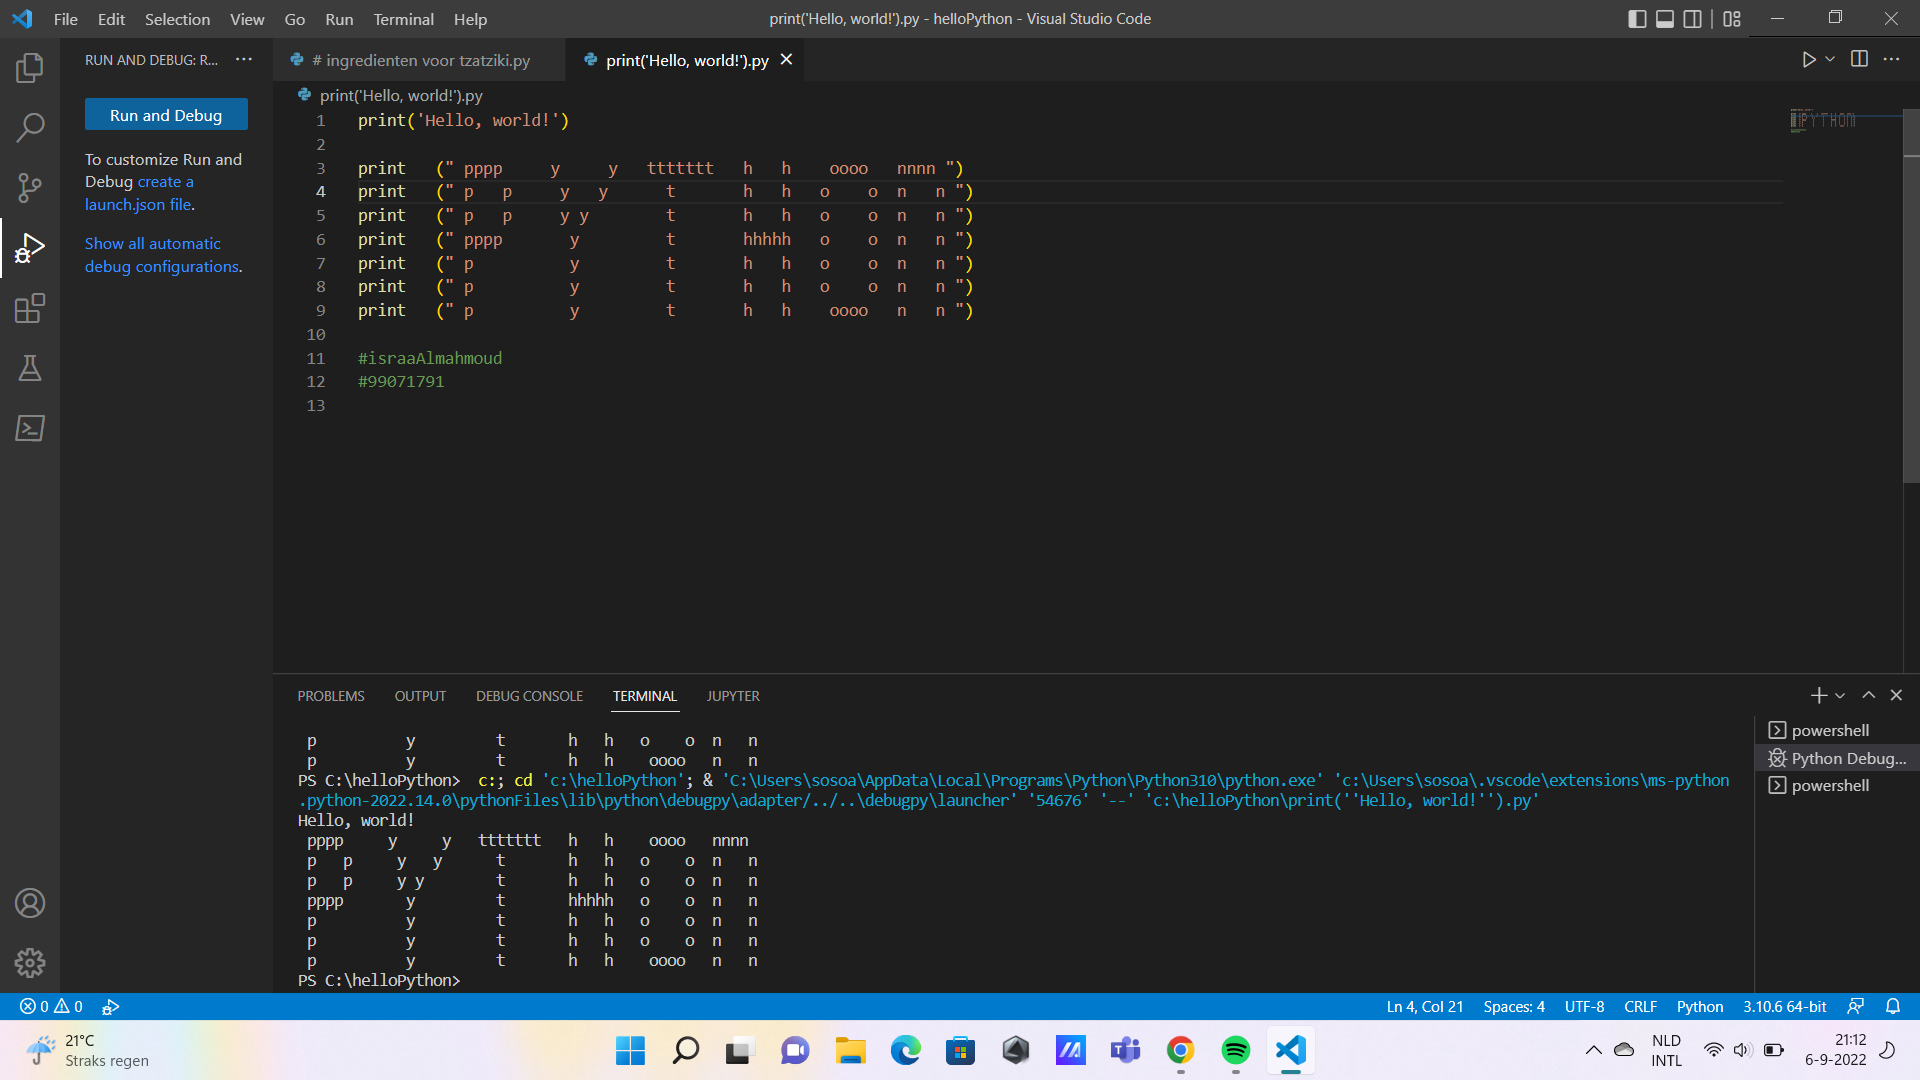 File Edit Selection View Go Run Terminal Help print('Hello, world!').py - helloPython - Visual Studio Code
RUN AND DEBUG: R... ···
Run and Debug
To customize Run and
Debug create a
launch.json file.
Show all automatic
debug configurations.
# ingredienten voor tzatziki.py print('Hello, world!').py
print('Hello, world!').py
1 print('Hello, world!')
2
3 print   (" pppp     y     y   ttttttt   h   h    oooo   nnnn ")
4 print   (" p   p     y   y      t       h   h   o    o  n   n ")
5 print   (" p   p     y y        t       h   h   o    o  n   n ")
6 print   (" pppp       y         t       hhhhh   o    o  n   n ")
7 print   (" p          y         t       h   h   o    o  n   n ")
8 print   (" p          y         t       h   h   o    o  n   n ")
9 print   (" p          y         t       h   h    oooo   n   n ")
10
11 #israaAlmahmoud
12 #99071791
13
PROBLEMS OUTPUT DEBUG CONSOLE TERMINAL JUPYTER
 p          y         t       h   h   o    o  n   n
 p          y         t       h   h    oooo   n   n
PS C:\helloPython>  c:; cd 'c:\helloPython'; & 'C:\Users\sosoa\AppData\Local\Programs\Python\Python310\python.exe' 'c:\Users\sosoa\.vscode\extensions\ms-python
.python-2022.14.0\pythonFiles\lib\python\debugpy\adapter/../..\debugpy\launcher' '54676' '--' 'c:\helloPython\print(''Hello, world!'').py'
Hello, world!
 pppp     y     y   ttttttt   h   h    oooo   nnnn
 p   p     y   y      t       h   h   o    o  n   n
 p   p     y y        t       h   h   o    o  n   n
 pppp       y         t       hhhhh   o    o  n   n
 p          y         t       h   h   o    o  n   n
 p          y         t       h   h   o    o  n   n
 p          y         t       h   h    oooo   n   n
PS C:\helloPython>
powershell
Python Debug...
powershell
0 0 Ln 4, Col 21 Spaces: 4 UTF-8 CRLF Python 3.10.6 64-bit
21°C
Straks regen
NLD
INTL
21:12
6-9-2022